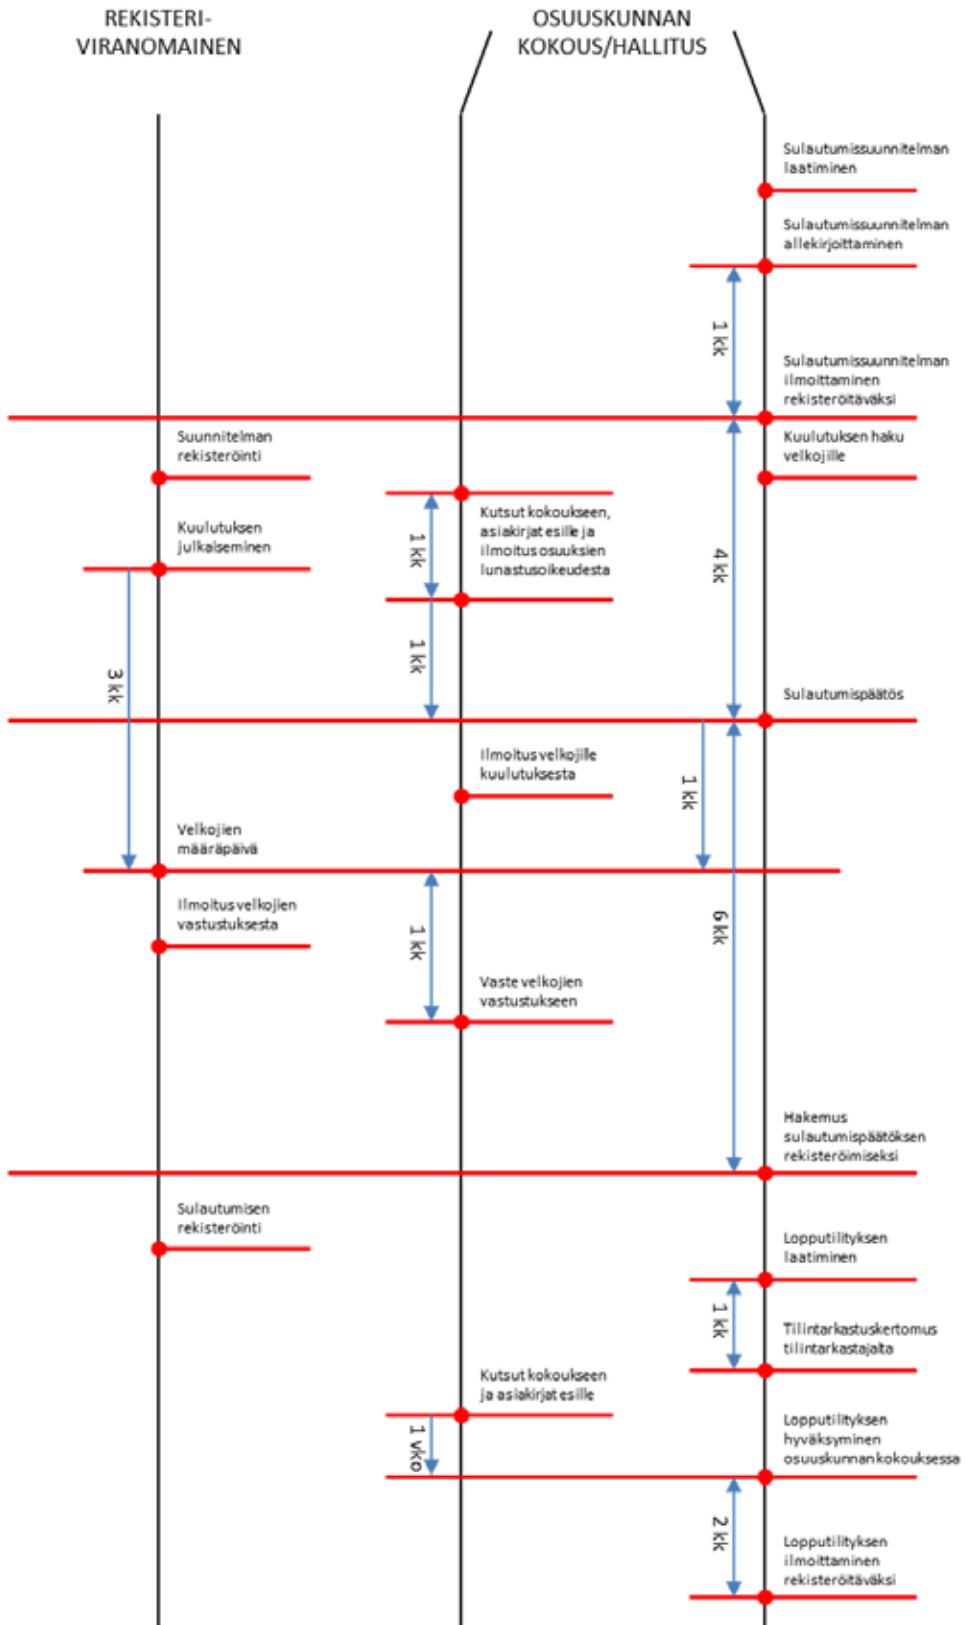 REKISTERI-
VIRANOMAINEN
OSUUSKUNNAN
KOKOUS/HALLITUS
Sulautumissuunnitelman
laatiminen
Sulautumissuunnitelman
allekirjoittaminen
1 kk
Sulautumissuunnitelman
ilmoittaminen
rekisteröitäväksi
Suunnitelman
rekisteröinti
Kuulutuksen haku
velkojille
Kutsut kokoukseen,
asiakirjat esille ja
ilmoitus osuuksien
lunastusoikeudesta
Kuulutuksen
julkaiseminen
1 kk
4 kk
3 kk
1 kk
Sulautumispäätös
Ilmoitus velkojille
kuulutuksesta
1 kk
Velkojien
määräpäivä
Ilmoitus velkojien
vastustuksesta
1 kk
6 kk
Vaste velkojien
vastustukseen
Hakemus
sulautumispäätöksen
rekisteröimiseksi
Sulautumisen
rekisteröinti
Lopputilityksen
laatiminen
1 kk
Tilintarkastuskertomus
tilintarkastajalta
Kutsut kokoukseen
ja asiakirjat esille
1 vko
Lopputilityksen
hyväksyminen
osuuskunnan kokouksessa
2 kk
Lopputilityksen
ilmoittaminen
rekisteröitäväksi